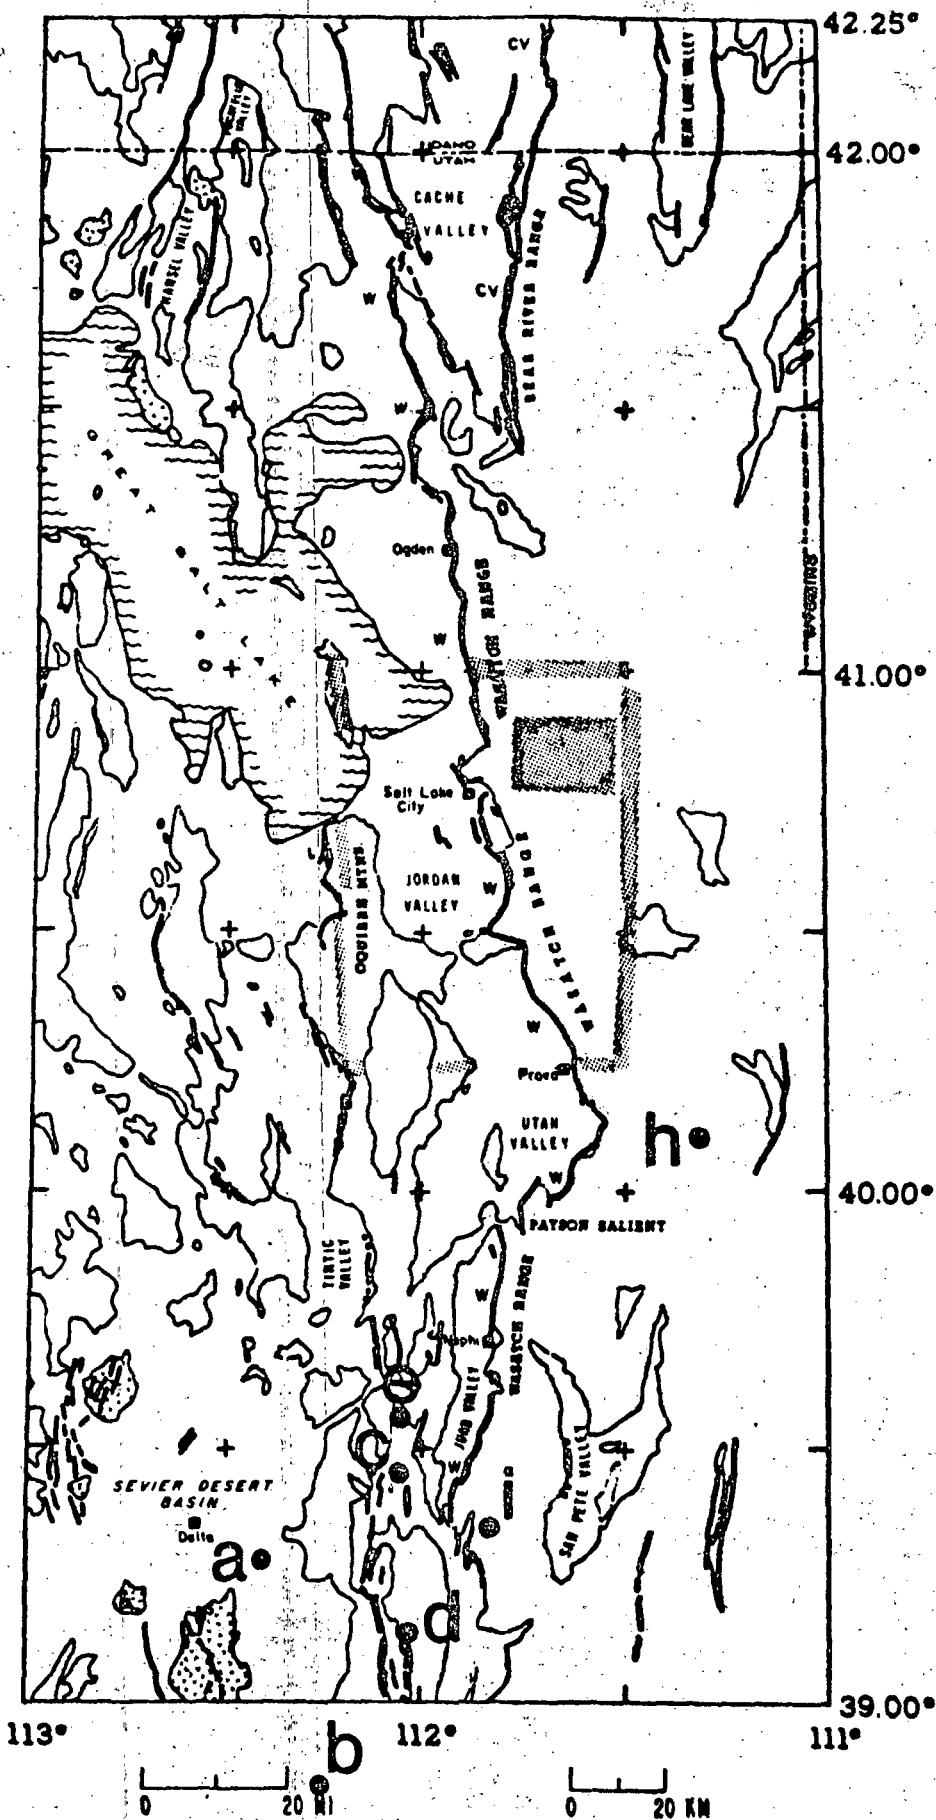 42.25°
CV
BEAR LAKE VALLEY
IDAHO
UTAH
42.00°
CACHE
VALLEY
HANSEL VALLEY
BEAR RIVER RANGE
W
CV
W
GREAT SALT LAKE
Ogden
WASATCH RANGE
WYOMING
W
41.00°
Salt Lake
City
JORDAN
VALLEY
W
OQUIRRH MTNS
WASATCH RANGE
W
Provo
UTAH
VALLEY
h
W
40.00°
PAYSON SALIENT
TINTIC
VALLEY
W
WASATCH RANGE
Nephi
JUAB VALLEY
W
SAN PETE VALLEY
SEVIER DESERT
BASIN
Delta
a
d
39.00°
113°
112°
111°
b
0 20 MI
0 20 KM